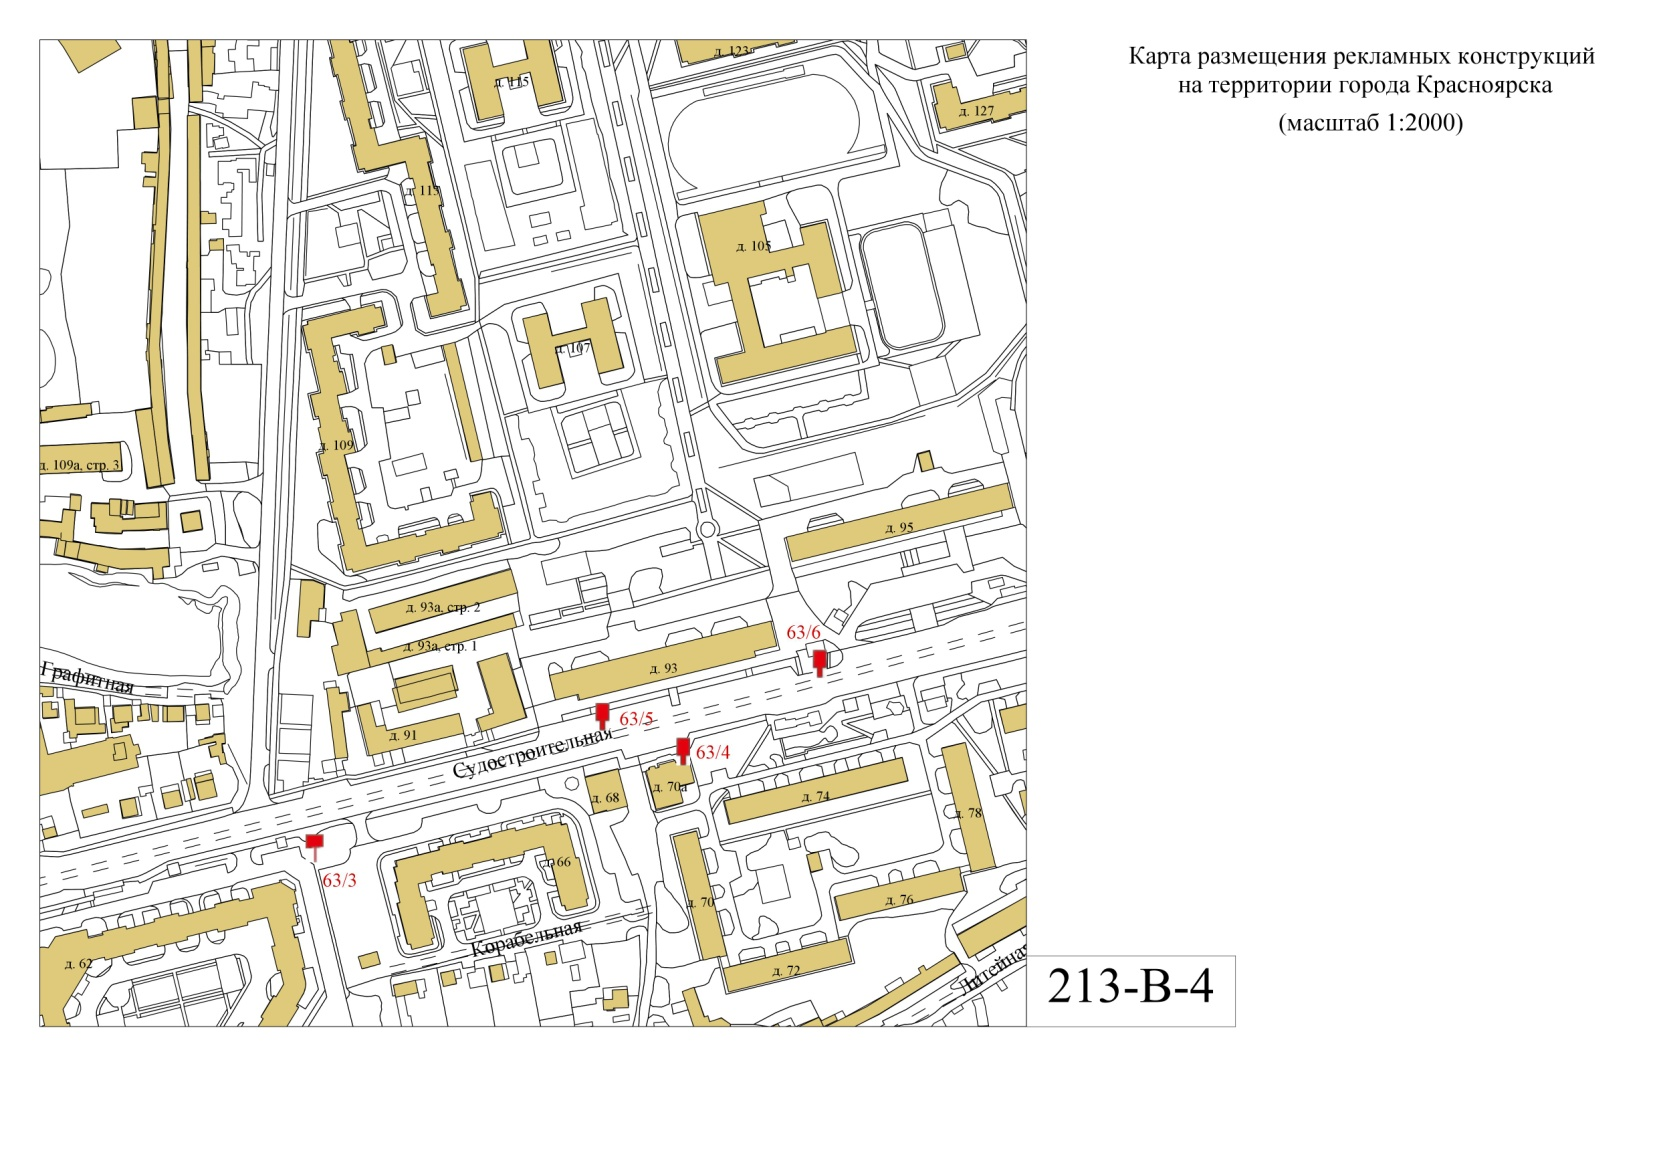 Карта размещения рекламных конструкций
на территории города Красноярска
(масштаб 1:2000)
д. 123
д. 115
д. 127
д. 113
д. 105
д. 107
д. 109
д. 109а, стр. 3
д. 95
д. 93а, стр. 2
63/6
д. 93а, стр. 1
д. 93
Графитная
63/5
д. 91
Судостроительная
63/4
д. 70а
д. 68
д. 74
д. 78
63/3
д. 66
д. 70
д. 76
Корабельная
д. 62
д. 72
Литейная
213-В-4